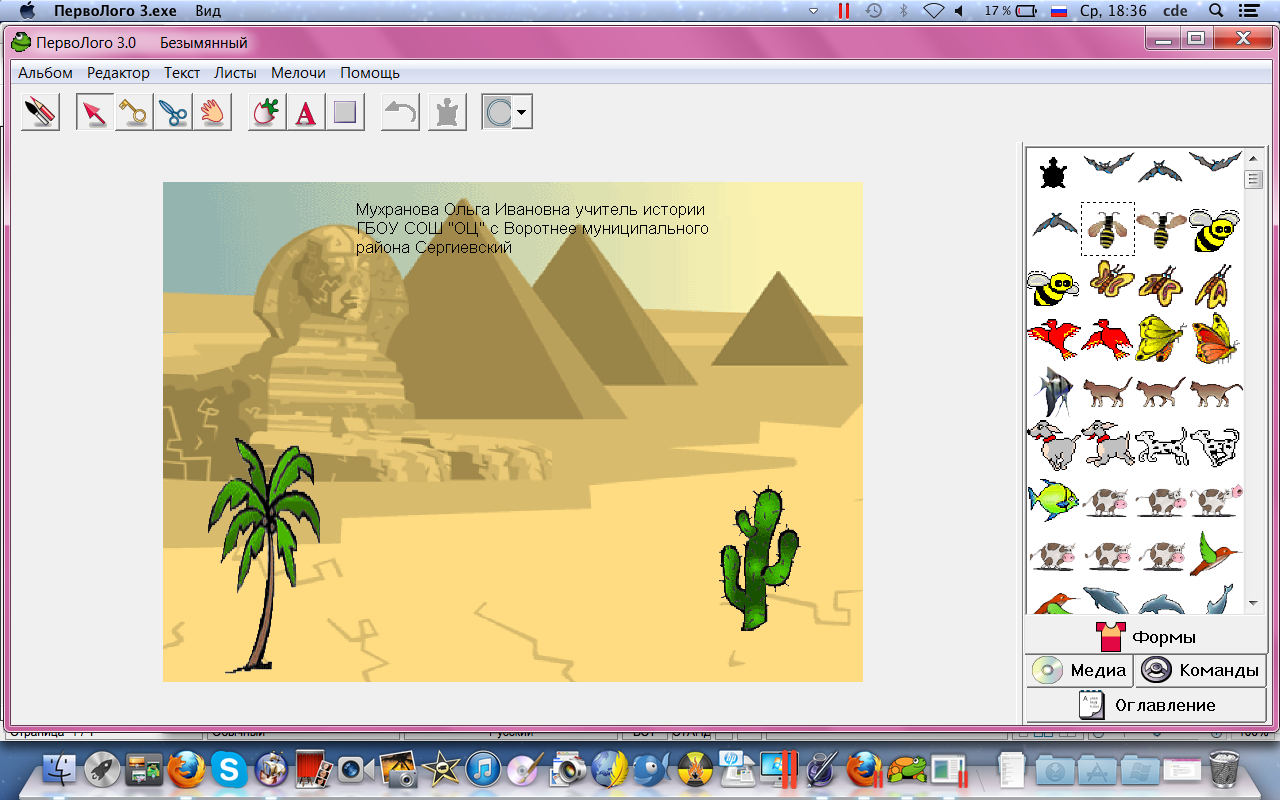 ПервоЛого 3.exe Вид 17 % Ср, 18:36 cde
ПервоЛого 3.0 Безымянный
Альбом Редактор Текст Листы Мелочи Помощь
A
Мухранова Ольга Ивановна учитель истории
ГБОУ СОШ "ОЦ" с Воротнее муниципального
района Сергиевский
Формы
Медиа Команды
Оглавление